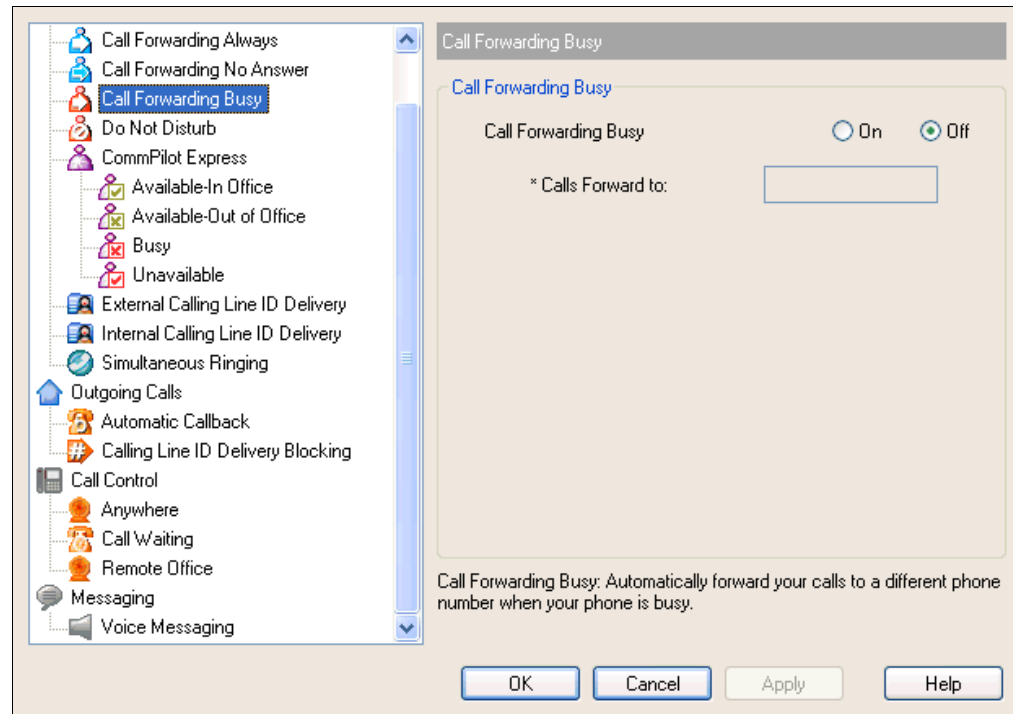 Call Forwarding Always
Call Forwarding No Answer
Call Forwarding Busy
Do Not Disturb
CommPilot Express
Available-In Office
Available-Out of Office
Busy
Unavailable
External Calling Line ID Delivery
Internal Calling Line ID Delivery
Simultaneous Ringing
Outgoing Calls
Automatic Callback
Calling Line ID Delivery Blocking
Call Control
Anywhere
Call Waiting
Remote Office
Messaging
Voice Messaging
Call Forwarding Busy
Call Forwarding Busy
Call Forwarding Busy On Off
* Calls Forward to:
Call Forwarding Busy: Automatically forward your calls to a different phone
number when your phone is busy.
OK Cancel Apply Help